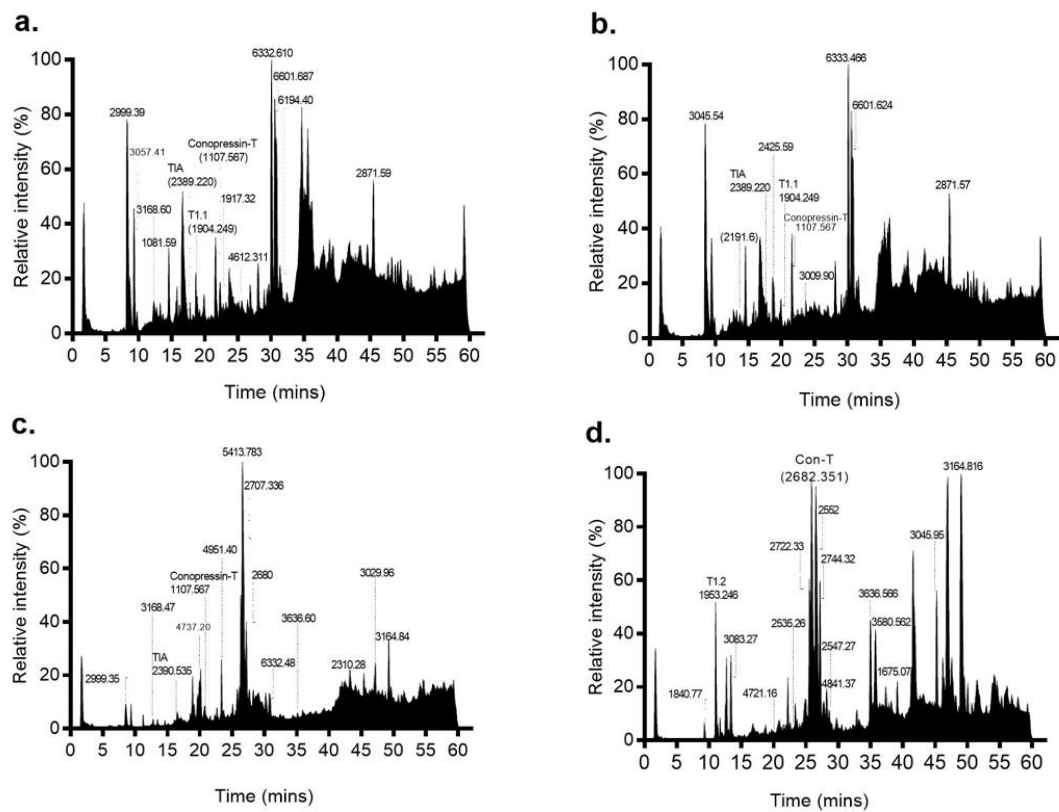 a.
Relative intensity (%)
100
80
60
40
20
0
2999.39
3057.41
3168.60
1081.59
TIA
(2389.220)
T1.1
(1904.249)
Conopressin-T
(1107.567)
1917.32
4612.311
6332.610
6601.687
6194.40
2871.59
0 5 10 15 20 25 30 35 40 45 50 55 60
Time (mins)
b.
Relative intensity (%)
100
80
60
40
20
0
3045.54
(2191.6)
TIA
2389.220
2425.59
T1.1
1904.249
Conopressin-T
1107.567
3009.90
6333.466
6601.624
2871.57
0 5 10 15 20 25 30 35 40 45 50 55 60
Time (mins)
c.
Relative intensity (%)
100
80
60
40
20
0
2999.35
3168.47
TIA
2390.535
Conopressin-T
1107.567
4737.20
4951.40
5413.783
2707.336
2680
6332.48
3636.60
2310.28
3029.96
3164.84
0 5 10 15 20 25 30 35 40 45 50 55 60
Time (mins)
d.
Relative intensity (%)
100
80
60
40
20
0
1840.77
T1.2
1953.246
3083.27
4721.16
2535.26
2722.33
Con-T
(2682.351)
2552
2744.32
2547.27
4841.37
3636.566
3580.562
1675.07
3045.95
3164.816
0 5 10 15 20 25 30 35 40 45 50 55 60
Time (mins)